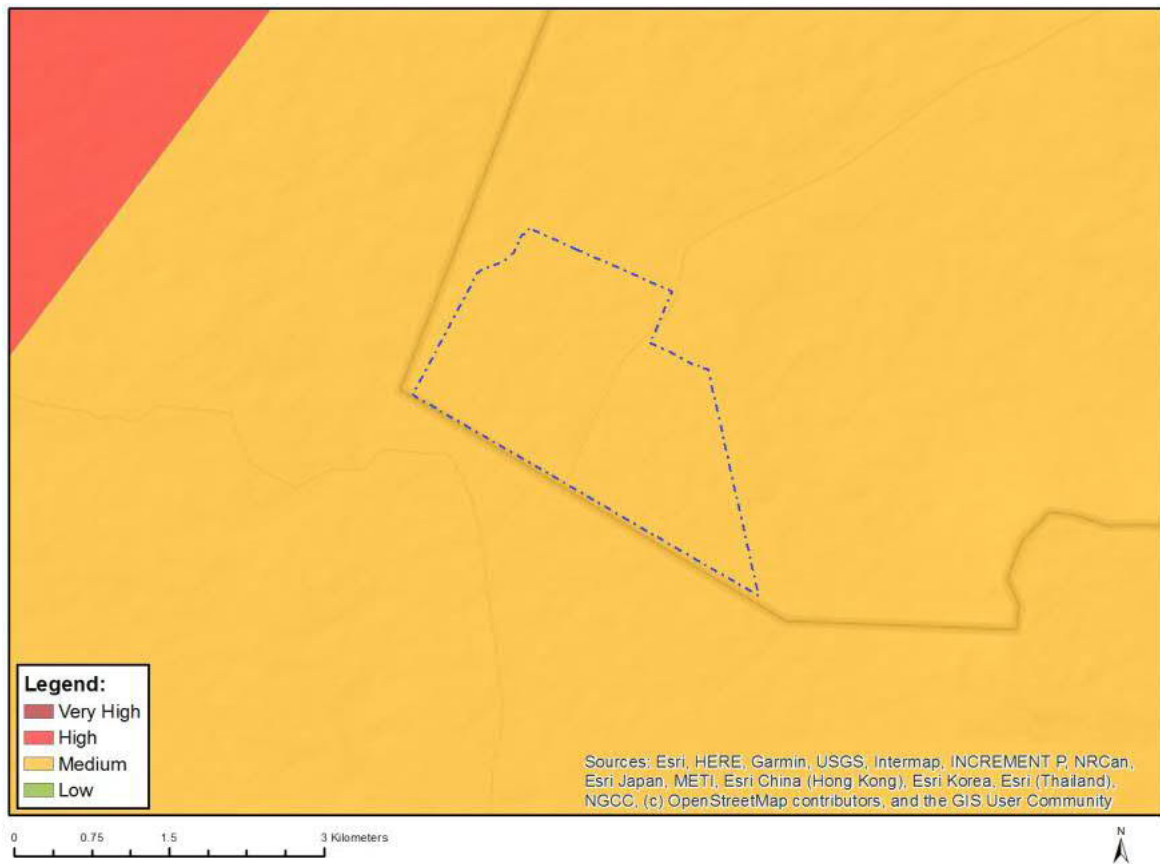 Legend:
Very High
High
Medium
Low
Sources: Esri, HERE, Garmin, USGS, Intermap, INCREMENT P, NRCan,
Esri Japan, METI, Esri China (Hong Kong), Esri Korea, Esri (Thailand),
NGCC, (c) OpenStreetMap contributors, and the GIS User Community
0 0.75 1.5 3 Kilometers
N